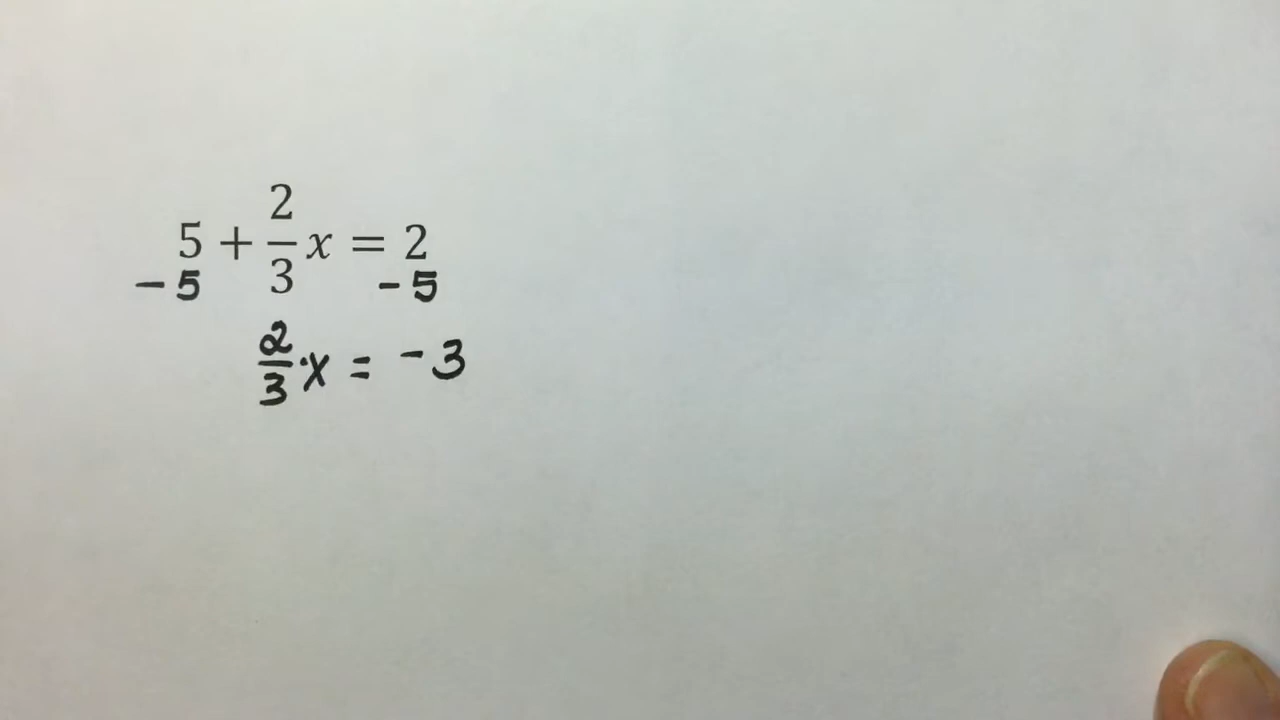 5 + 2/3 x = 2
-5 -5
2/3 · x = -3